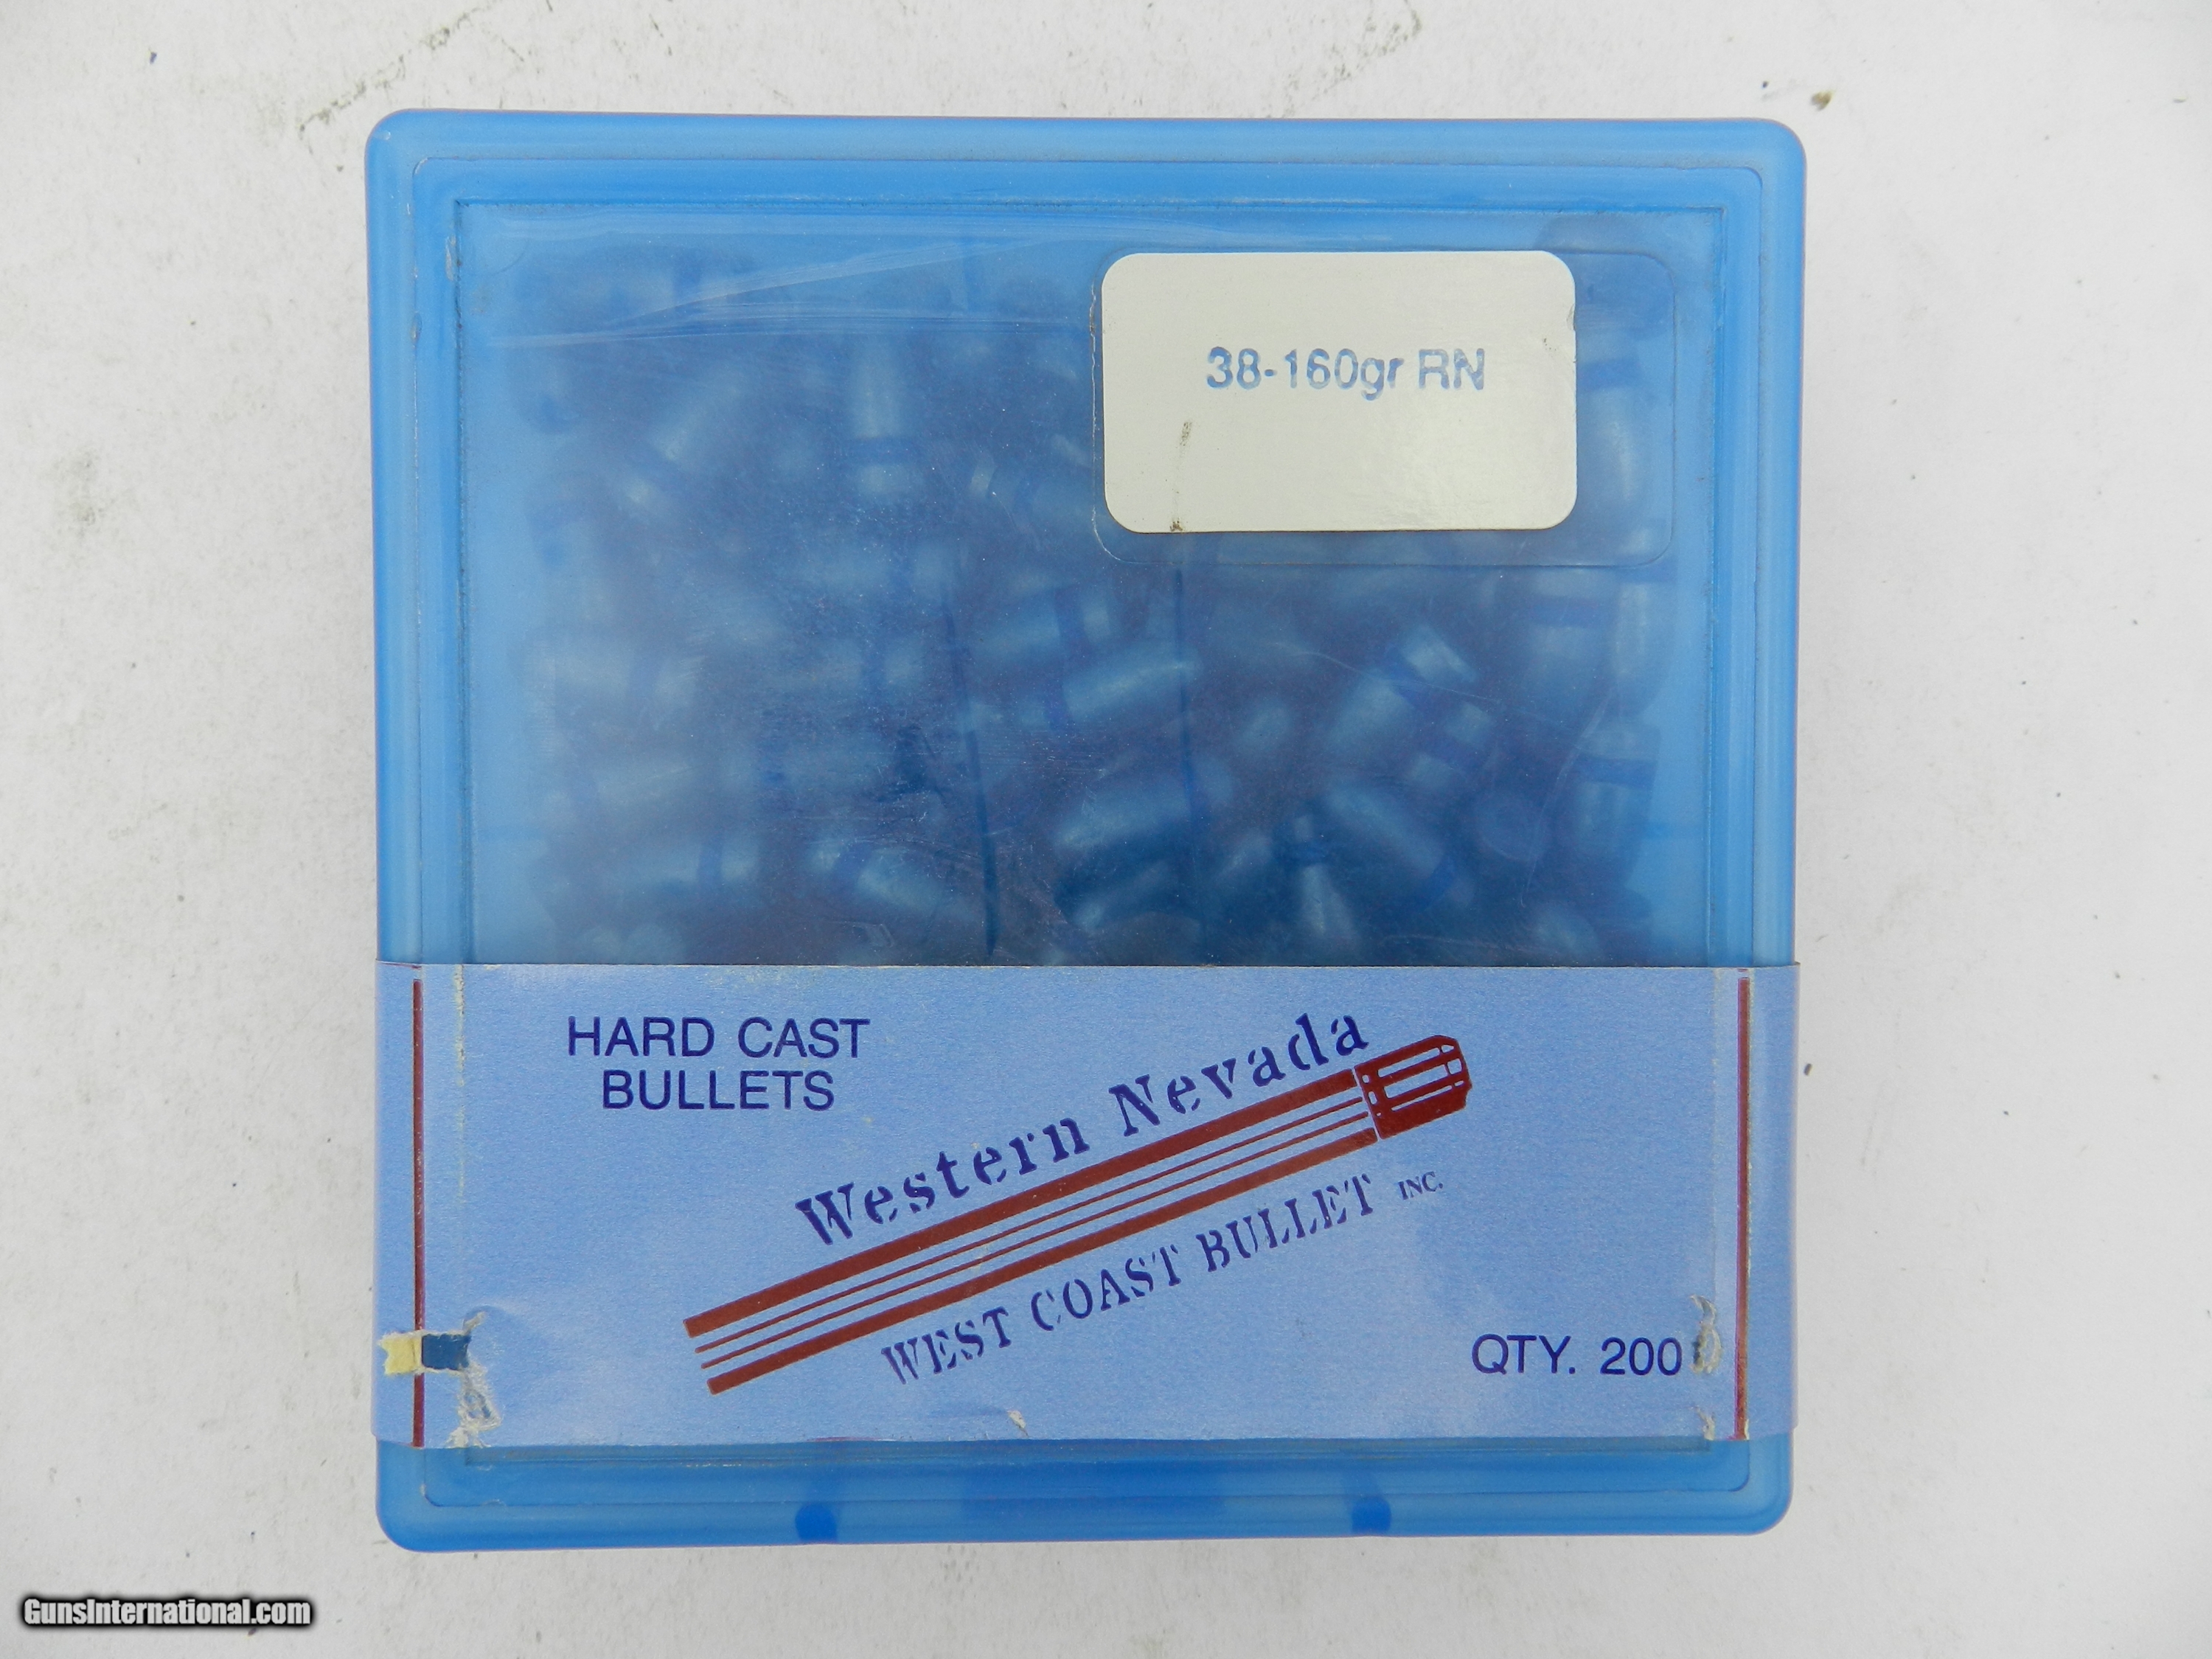 38-160gr RN
HARD CAST
BULLETS
Western Nevada
WEST COAST BULLET INC.
QTY. 200
GunsInternational.com